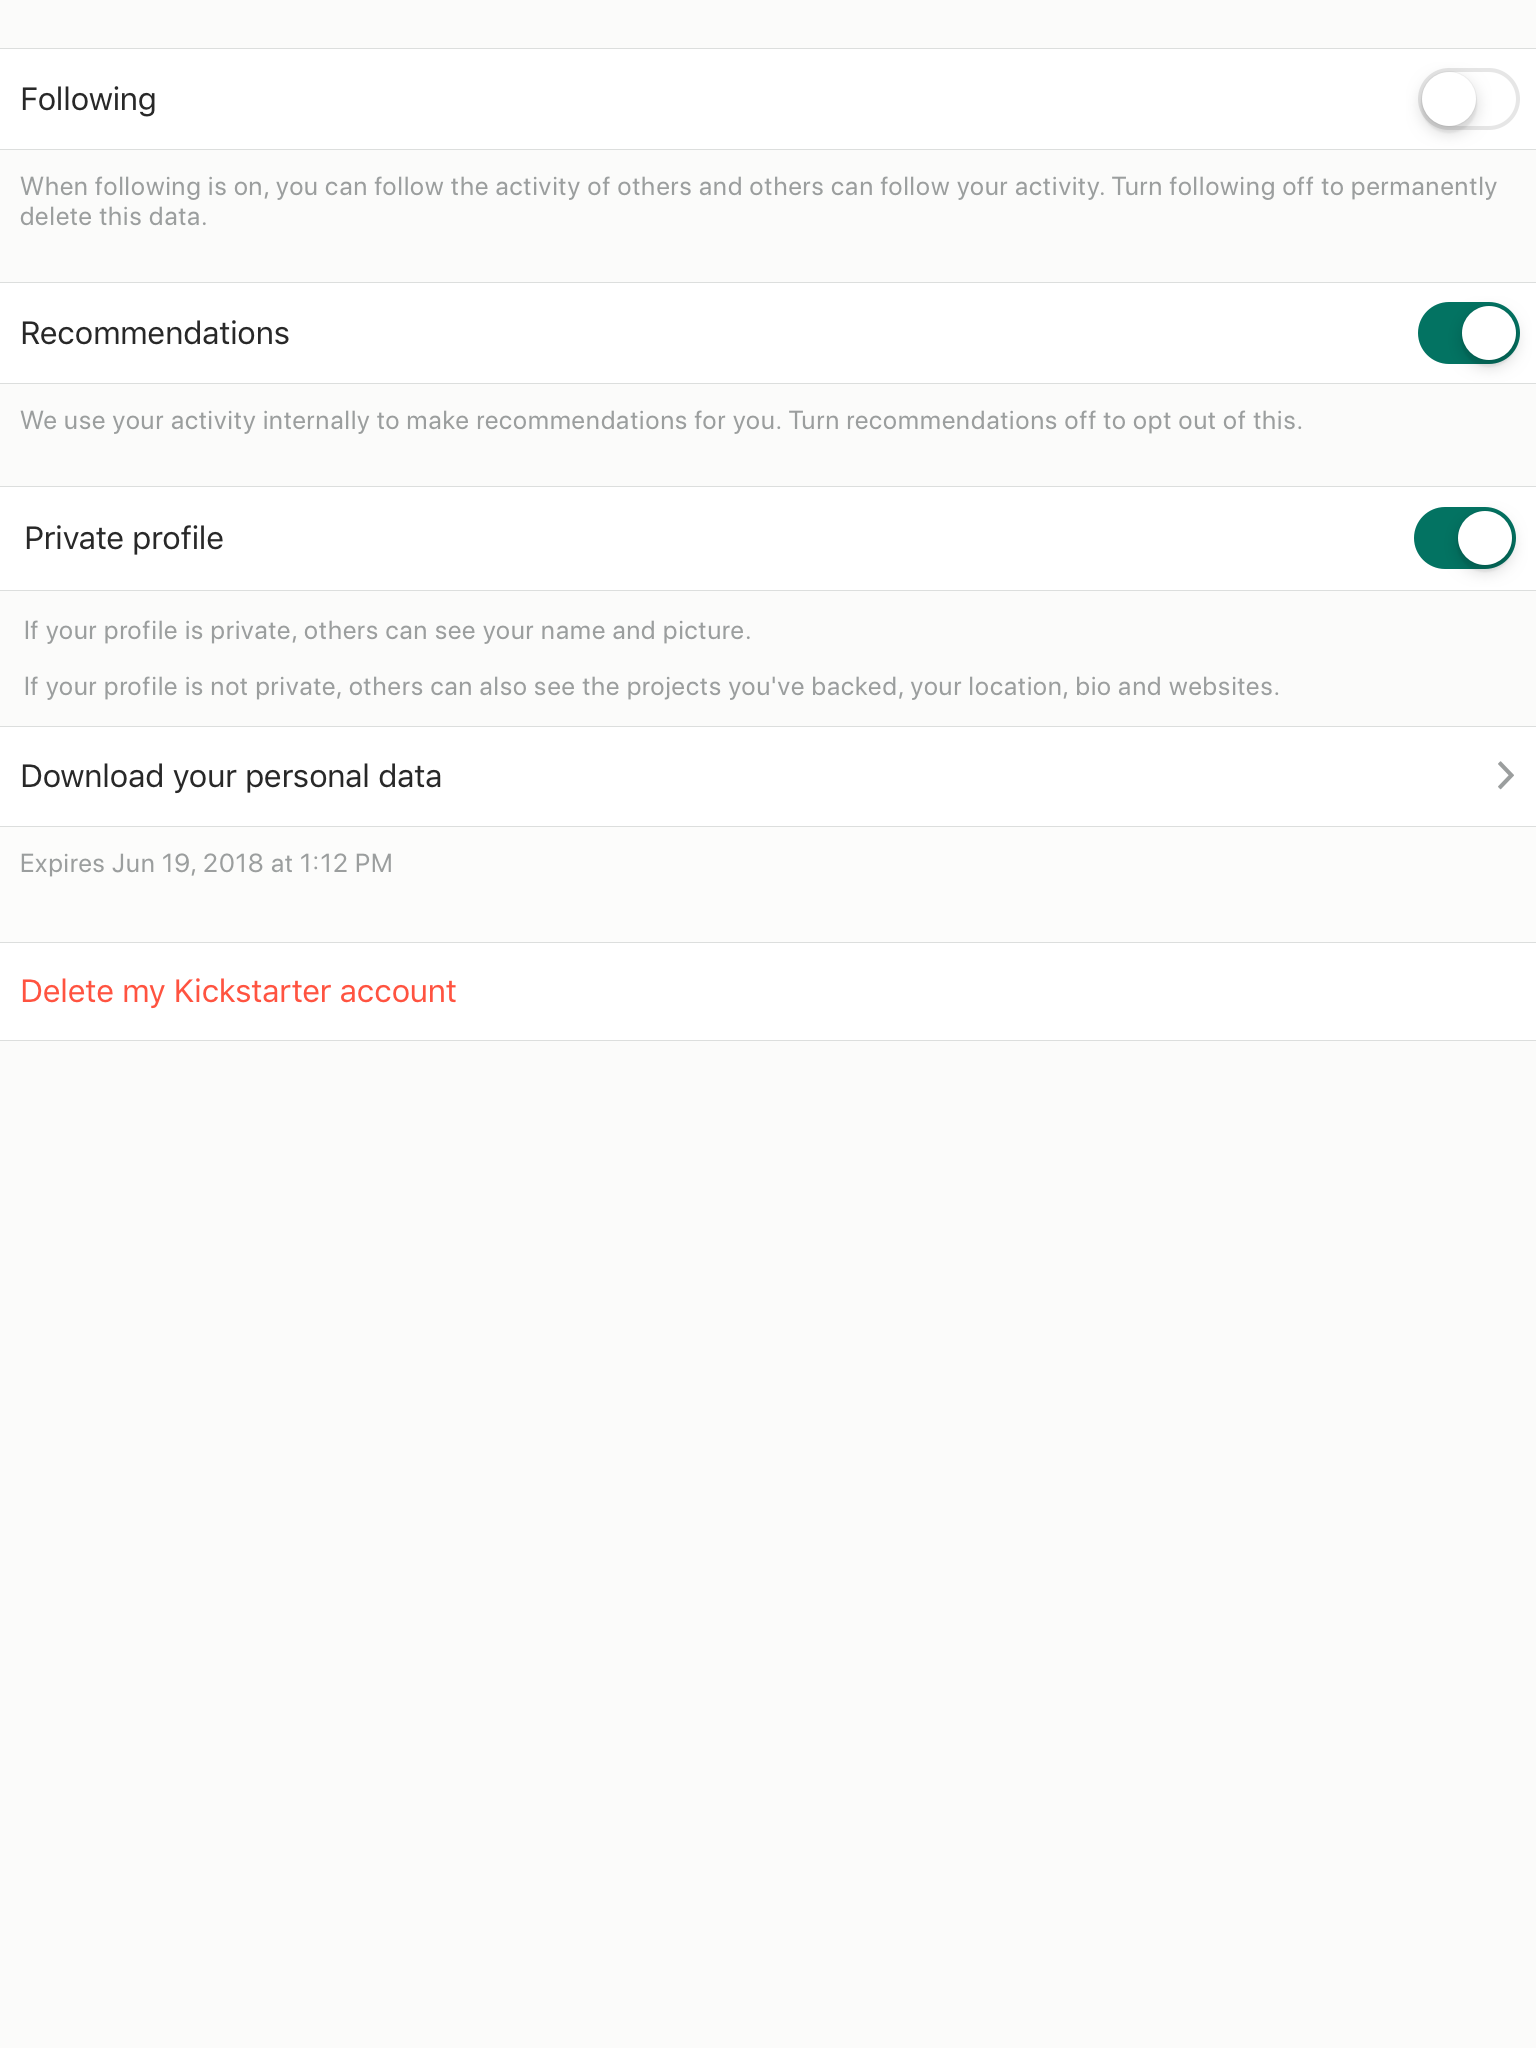 Following
When following is on, you can follow the activity of others and others can follow your activity. Turn following off to permanently
delete this data.
Recommendations
We use your activity internally to make recommendations for you. Turn recommendations off to opt out of this.
Private profile
If your profile is private, others can see your name and picture.
If your profile is not private, others can also see the projects you've backed, your location, bio and websites.
Download your personal data
Expires Jun 19, 2018 at 1:12 PM
Delete my Kickstarter account